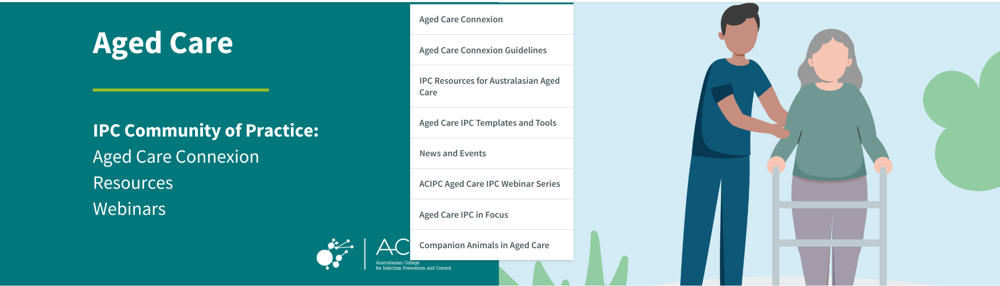 Aged Care
IPC Community of Practice:
Aged Care Connexion
Resources
Webinars
AC
Australasian College
for Infection Prevention and Control
Aged Care Connexion
Aged Care Connexion Guidelines
IPC Resources for Australasian Aged
Care
Aged Care IPC Templates and Tools
News and Events
ACIPC Aged Care IPC Webinar Series
Aged Care IPC in Focus
Companion Animals in Aged Care